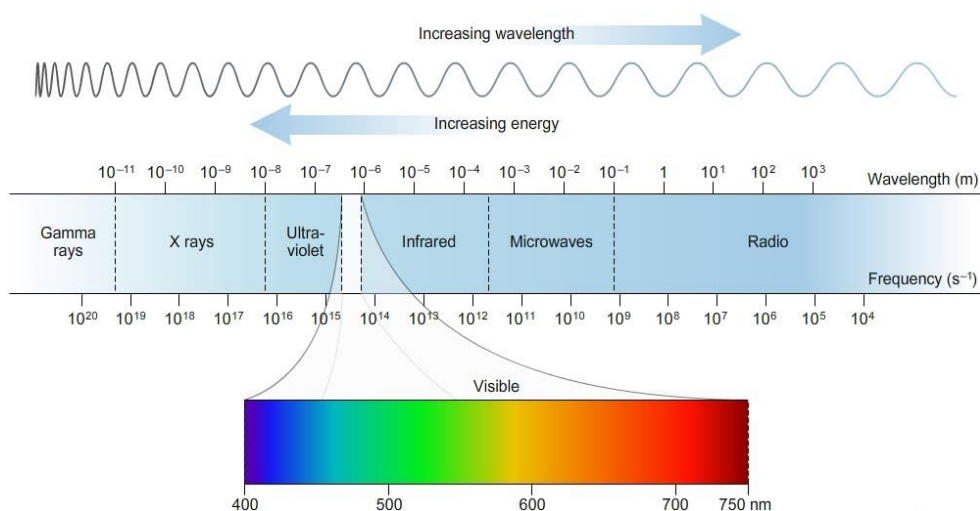 Increasing wavelength
Increasing energy
10⁻¹¹ 10⁻¹⁰ 10⁻⁹ 10⁻⁸ 10⁻⁷ 10⁻⁶ 10⁻⁵ 10⁻⁴ 10⁻³ 10⁻² 10⁻¹ 1 10¹ 10² 10³ Wavelength (m)
Gamma
rays
X rays
Ultra-
violet
Infrared
Microwaves
Radio
Frequency (s⁻¹)
10²⁰ 10¹⁹ 10¹⁸ 10¹⁷ 10¹⁶ 10¹⁵ 10¹⁴ 10¹³ 10¹² 10¹¹ 10¹⁰ 10⁹ 10⁸ 10⁷ 10⁶ 10⁵ 10⁴
Visible
400 500 600 700 750 nm